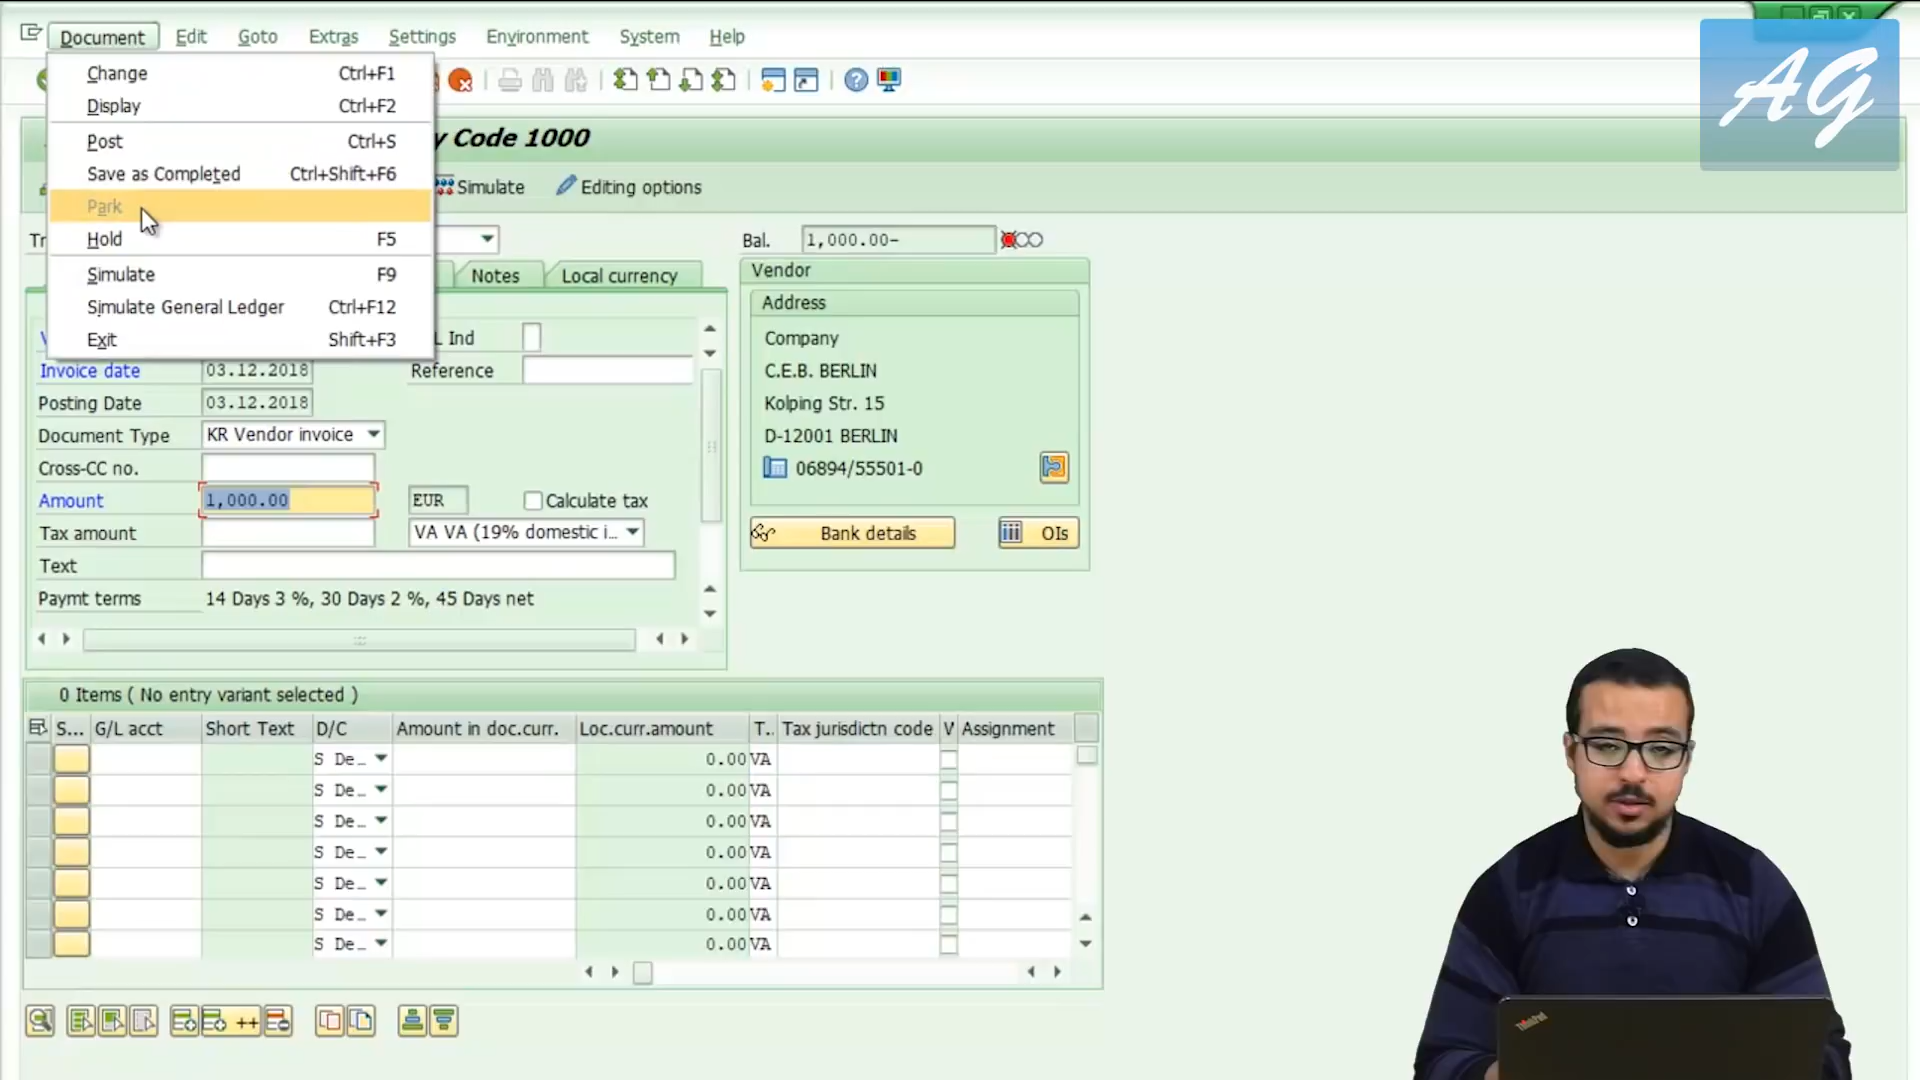 Document Edit Goto Extras Settings Environment System Help
Change Ctrl+F1
Display Ctrl+F2
Post Ctrl+S
Save as Completed Ctrl+Shift+F6
Park
Hold F5
Simulate F9
Simulate General Ledger Ctrl+F12
Exit Shift+F3
AG
y Code 1000
Simulate Editing options
Tr
Bal. 1,000.00-
Notes Local currency
L Ind
Invoice date 03.12.2018 Reference
Posting Date 03.12.2018
Document Type KR Vendor invoice
Cross-CC no.
Amount 1,000.00 EUR Calculate tax
Tax amount VA VA (19% domestic i...
Text
Paymt terms 14 Days 3 %, 30 Days 2 %, 45 Days net
Vendor
Address
Company
C.E.B. BERLIN
Kolping Str. 15
D-12001 BERLIN
06894/55501-0
Bank details OIs
0 Items ( No entry variant selected )
S... G/L acct Short Text D/C Amount in doc.curr. Loc.curr.amount T.. Tax jurisdictn code V Assignment
S De... 0.00 VA
S De... 0.00 VA
S De... 0.00 VA
S De... 0.00 VA
S De... 0.00 VA
S De... 0.00 VA
S De... 0.00 VA
ThinkPad